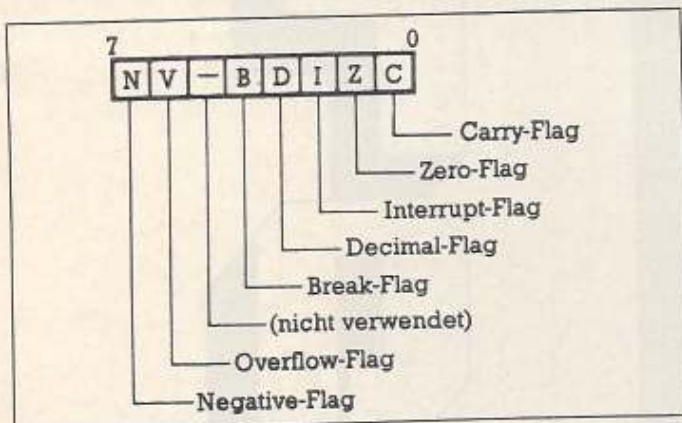 7 0
N V — B D I Z C
Carry-Flag
Zero-Flag
Interrupt-Flag
Decimal-Flag
Break-Flag
(nicht verwendet)
Overflow-Flag
Negative-Flag